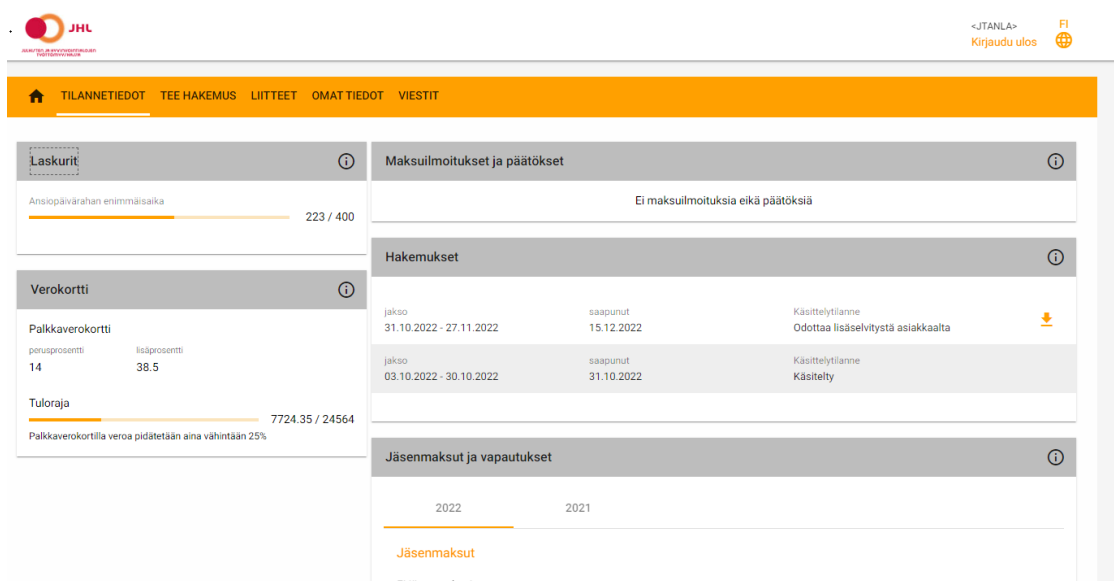 JHL
<JTANLA>
FI
Kirjaudu ulos
TILANNETIEDOT TEE HAKEMUS LIITTEET OMAT TIEDOT VIESTIT
Laskurit
Ansiopäivärahan enimmäisaika
223 / 400
Verokortti
Palkkaverokortti
perusprosentti lisäprosentti
14 38.5
Tuloraja
7724.35 / 24564
Palkkaverokortilla veroa pidätetään aina vähintään 25%
Maksuilmoitukset ja päätökset
Ei maksuilmoituksia eikä päätöksiä
Hakemukset
jakso saapunut Käsittelytilanne
31.10.2022 - 27.11.2022 15.12.2022 Odottaa lisäselvitystä asiakkaalta
jakso saapunut Käsittelytilanne
03.10.2022 - 30.10.2022 31.10.2022 Käsitelty
Jäsenmaksut ja vapautukset
2022 2021
Jäsenmaksut